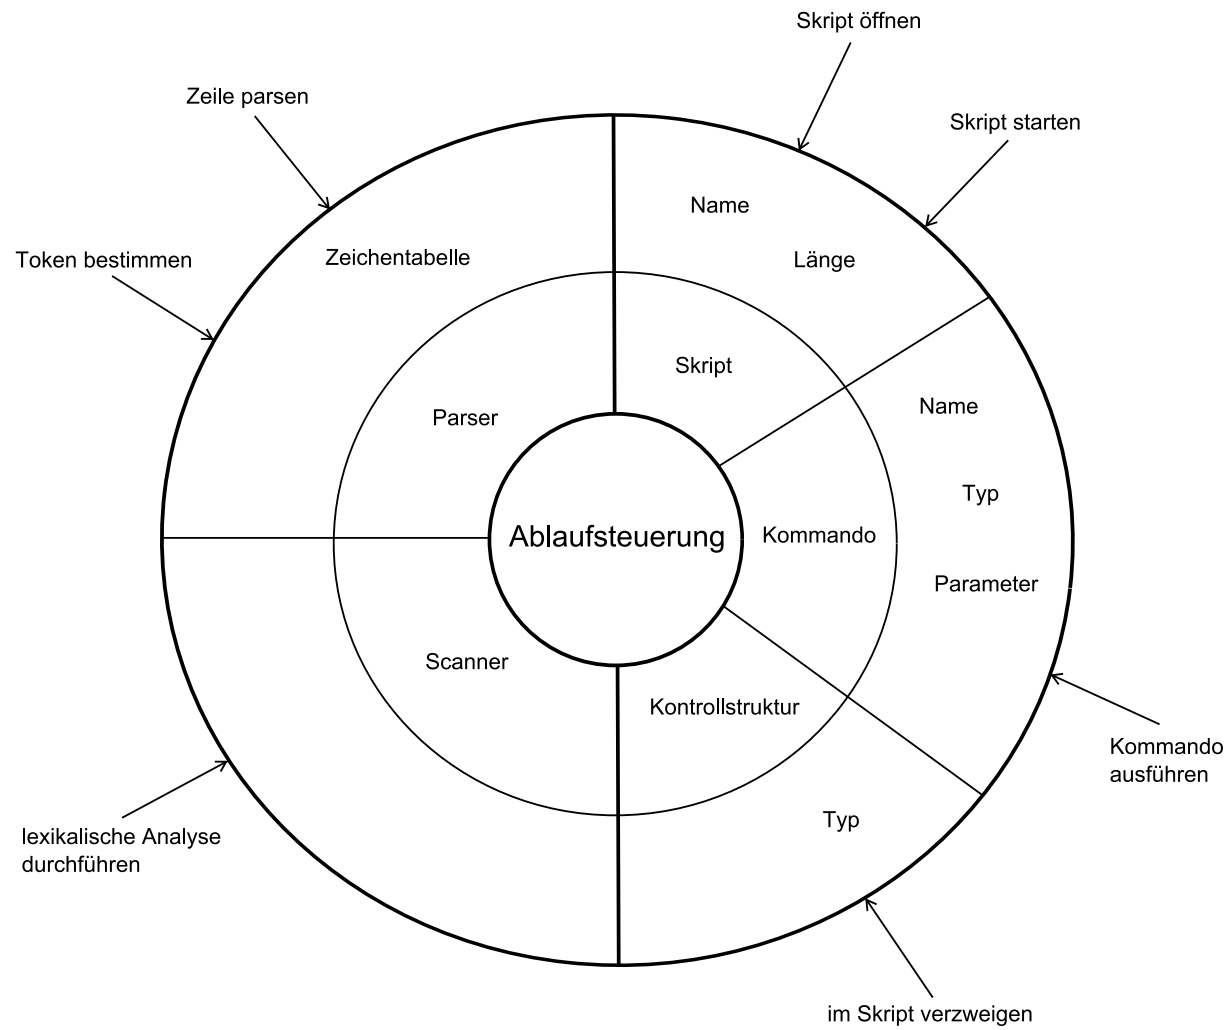 Skript öffnen
Zeile parsen
Skript starten
Name
Zeichentabelle
Länge
Token bestimmen
Skript
Name
Parser
Typ
Ablaufsteuerung
Kommando
Parameter
Scanner
Kontrollstruktur
Kommando
ausführen
Typ
lexikalische Analyse
durchführen
im Skript verzweigen